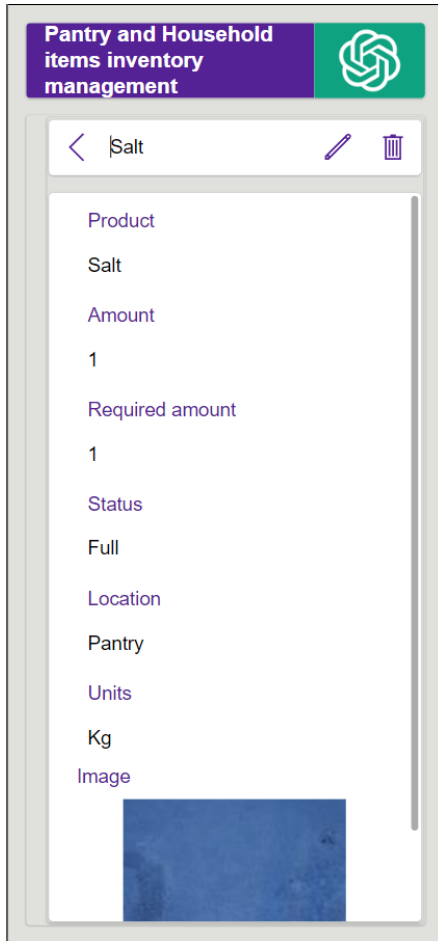 Pantry and Household
items inventory
management
Salt
Product
Salt
Amount
1
Required amount
1
Status
Full
Location
Pantry
Units
Kg
Image